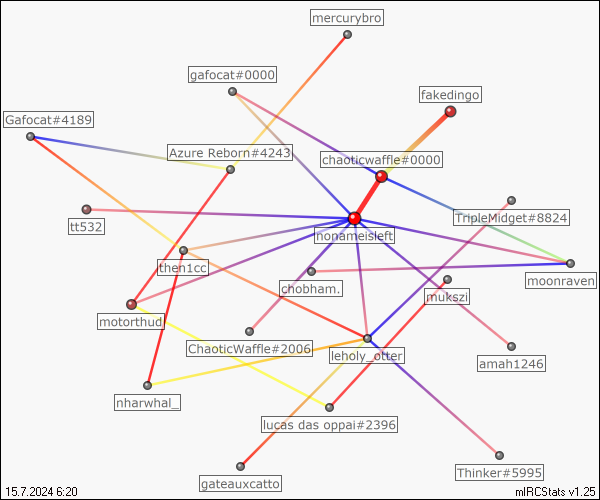 mercurybro
gafocat#0000
fakedingo
Gafocat#4189
Azure Reborn#4243
chaoticwaffle#0000
TripleMidget#8824
tt532
nonameisleft
then1cc
chobham.
moonraven
mukszi
motorthud
ChaoticWaffle#2006
leholy_otter
amah1246
nharwhal_
lucas das oppai#2396
gateauxcatto
Thinker#5995
15.7.2024 6:20
mIRCStats v1.25